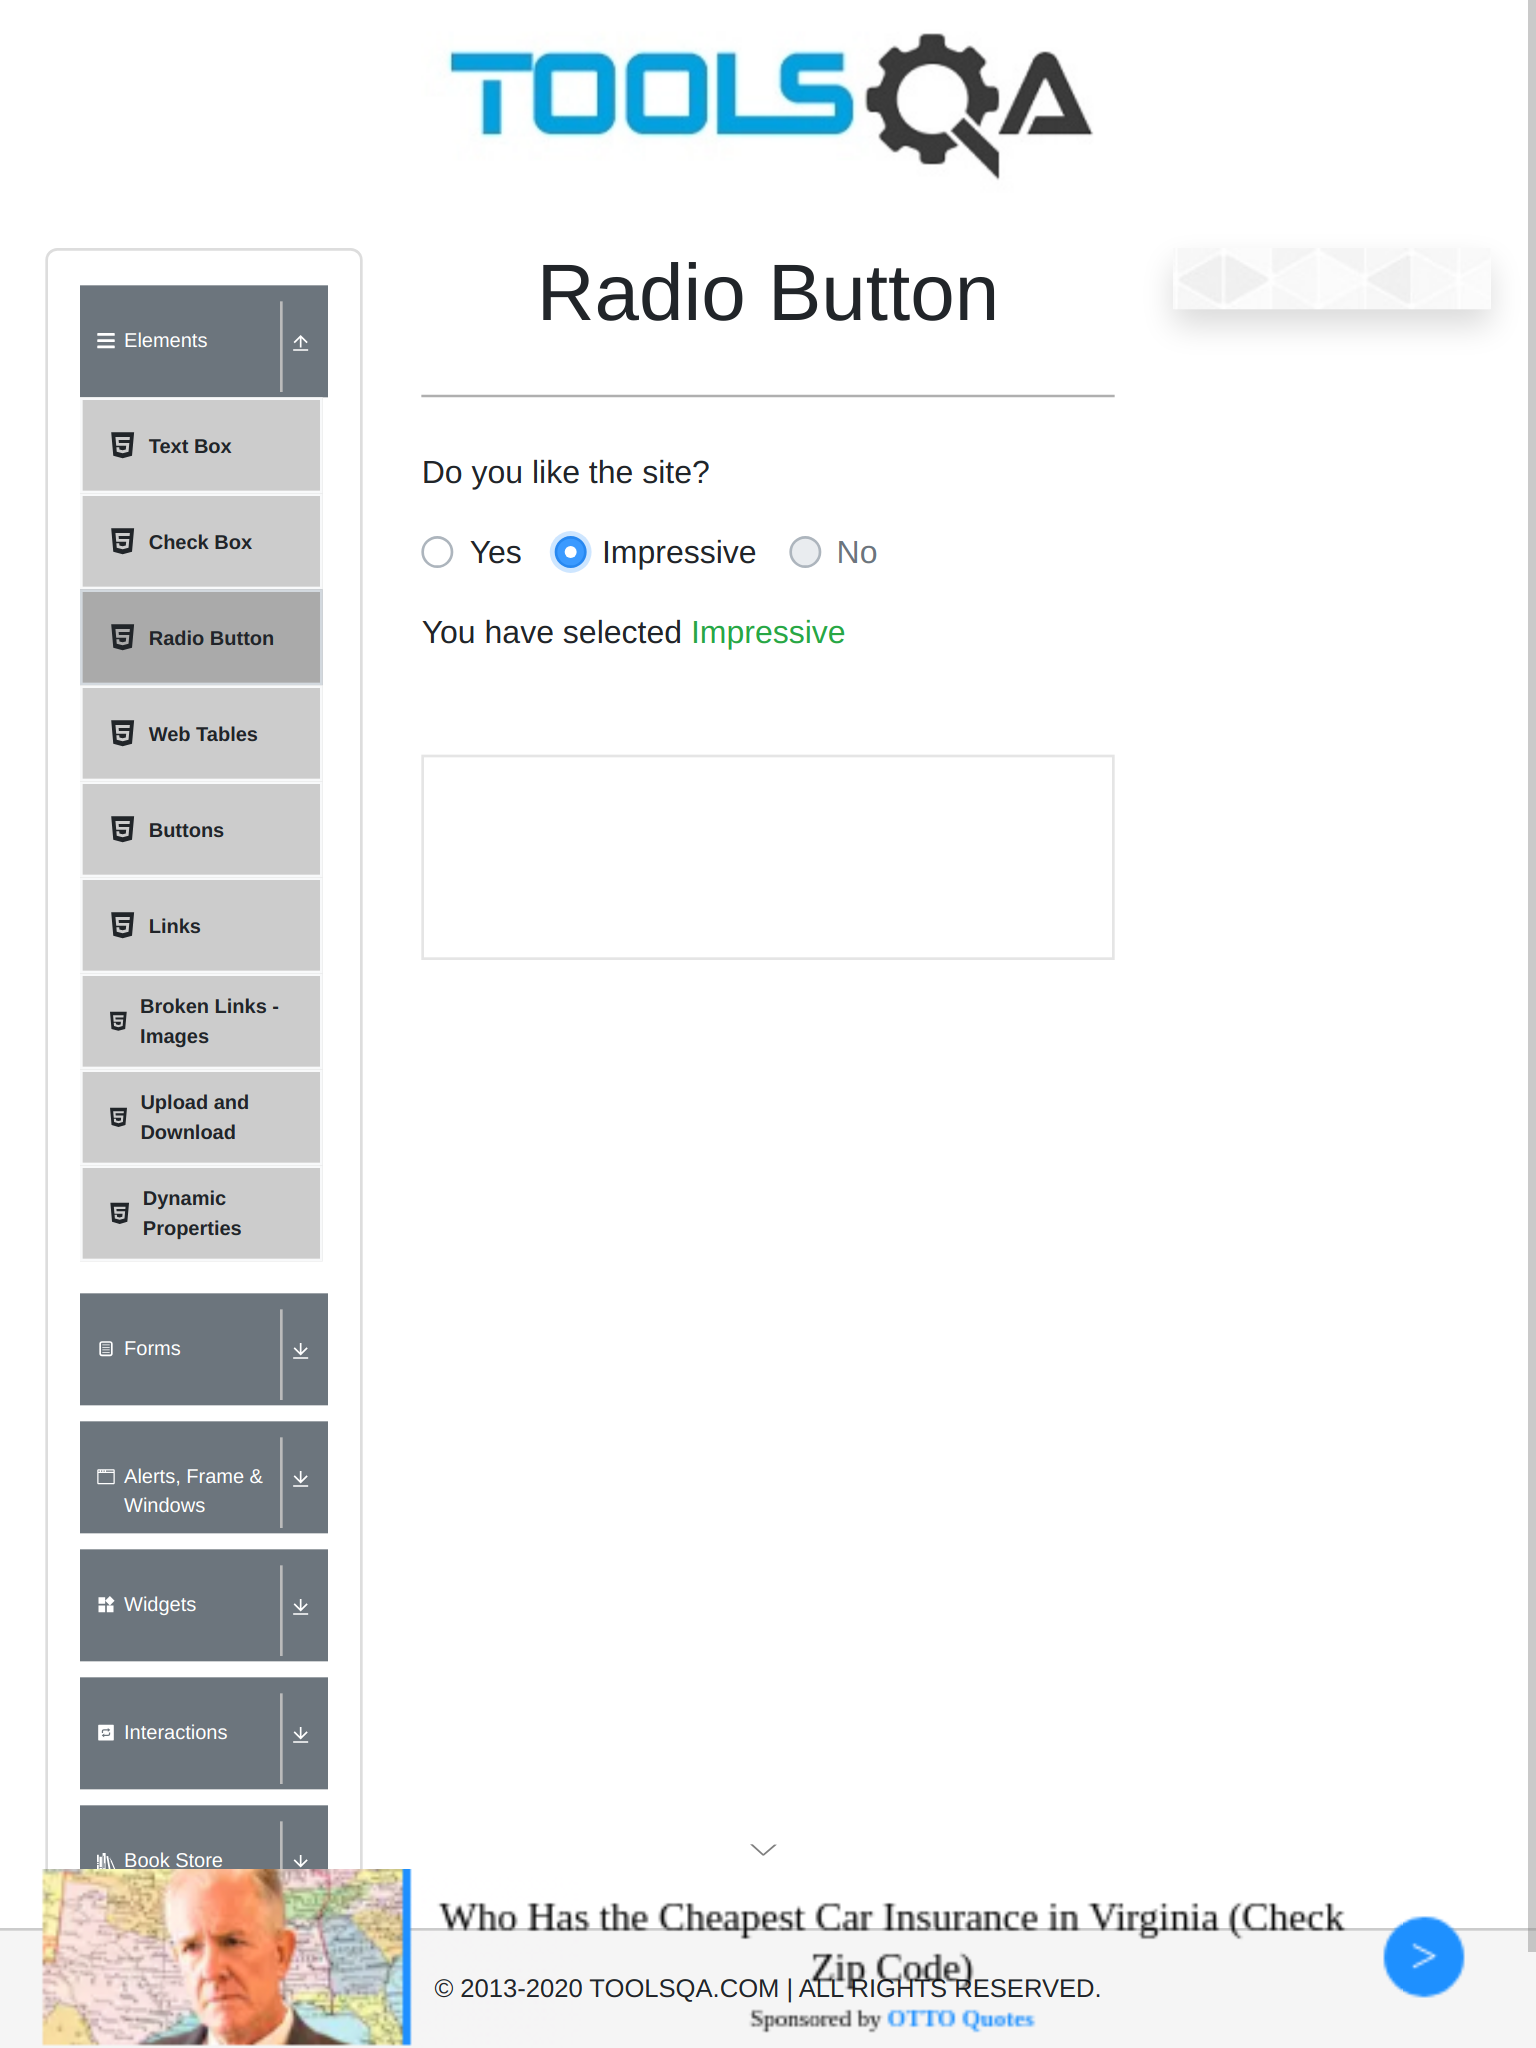 TOOLSQA
Radio Button
Elements
Text Box
Check Box
Radio Button
Web Tables
Buttons
Links
Broken Links -
Images
Upload and
Download
Dynamic
Properties
Forms
Alerts, Frame &
Windows
Widgets
Interactions
Book Store
Do you like the site?
Yes Impressive No
You have selected Impressive
Who Has the Cheapest Car Insurance in Virginia (Check
Zip Code)
© 2013-2020 TOOLSQA.COM | ALL RIGHTS RESERVED.
Sponsored by OTTO Quotes